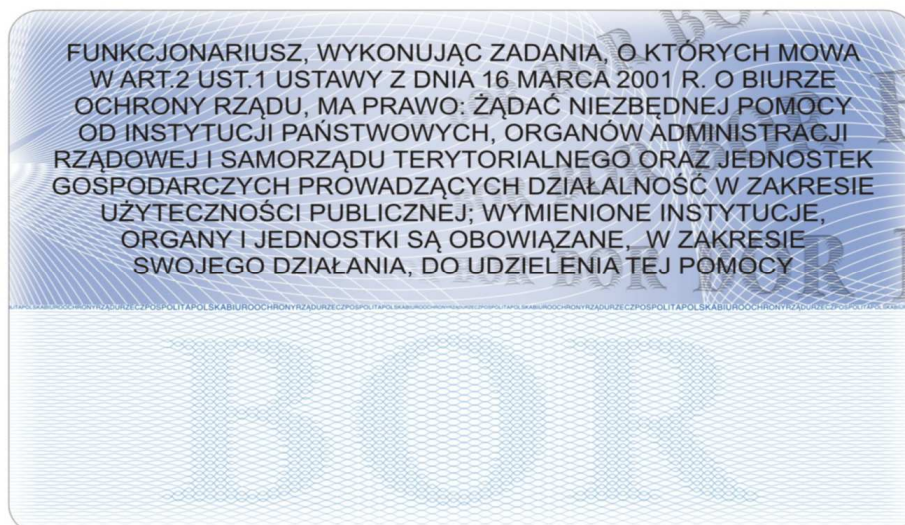 FUNKCJONARIUSZ, WYKONUJĄC ZADANIA, O KTÓRYCH MOWA
W ART.2 UST.1 USTAWY Z DNIA 16 MARCA 2001 R. O BIURZE
OCHRONY RZĄDU, MA PRAWO: ŻĄDAĆ NIEZBĘDNEJ POMOCY
OD INSTYTUCJI PAŃSTWOWYCH, ORGANÓW ADMINISTRACJI
RZĄDOWEJ I SAMORZĄDU TERYTORIALNEGO ORAZ JEDNOSTEK
GOSPODARCZYCH PROWADZĄCYCH DZIAŁALNOŚĆ W ZAKRESIE
UŻYTECZNOŚCI PUBLICZNEJ; WYMIENIONE INSTYTUCJE,
ORGANY I JEDNOSTKI SĄ OBOWIĄZANE, W ZAKRESIE
SWOJEGO DZIAŁANIA, DO UDZIELENIA TEJ POMOCY
BOR